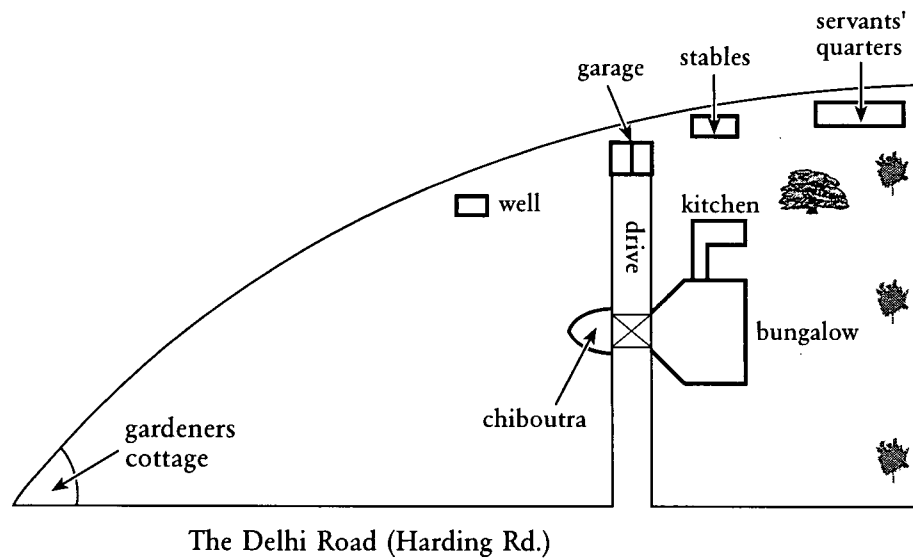 servants'
quarters
stables
garage
well
kitchen
drive
bungalow
chiboutra
gardeners
cottage
The Delhi Road (Harding Rd.)